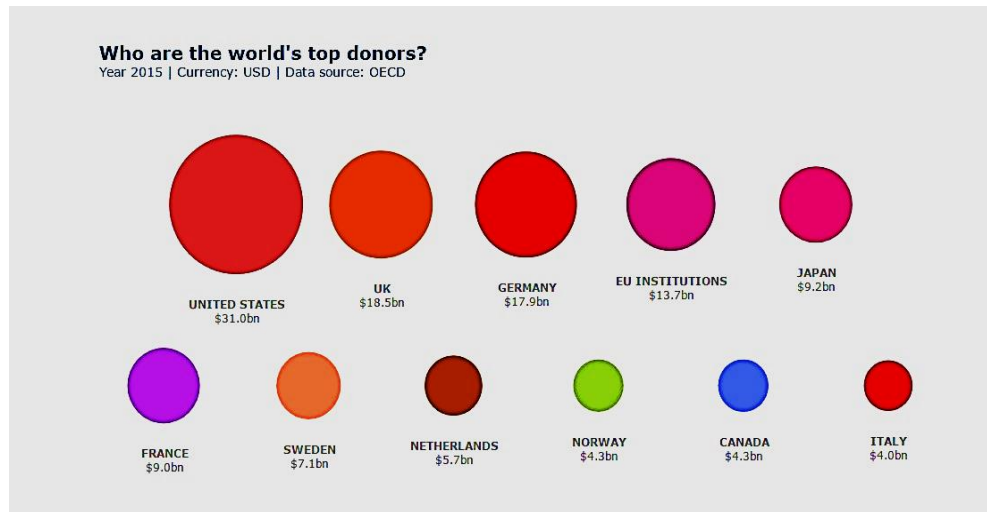 Who are the world's top donors?
Year 2015 | Currency: USD | Data source: OECD
UNITED STATES
$31.0bn
UK
$18.5bn
GERMANY
$17.9bn
EU INSTITUTIONS
$13.7bn
JAPAN
$9.2bn
FRANCE
$9.0bn
SWEDEN
$7.1bn
NETHERLANDS
$5.7bn
NORWAY
$4.3bn
CANADA
$4.3bn
ITALY
$4.0bn